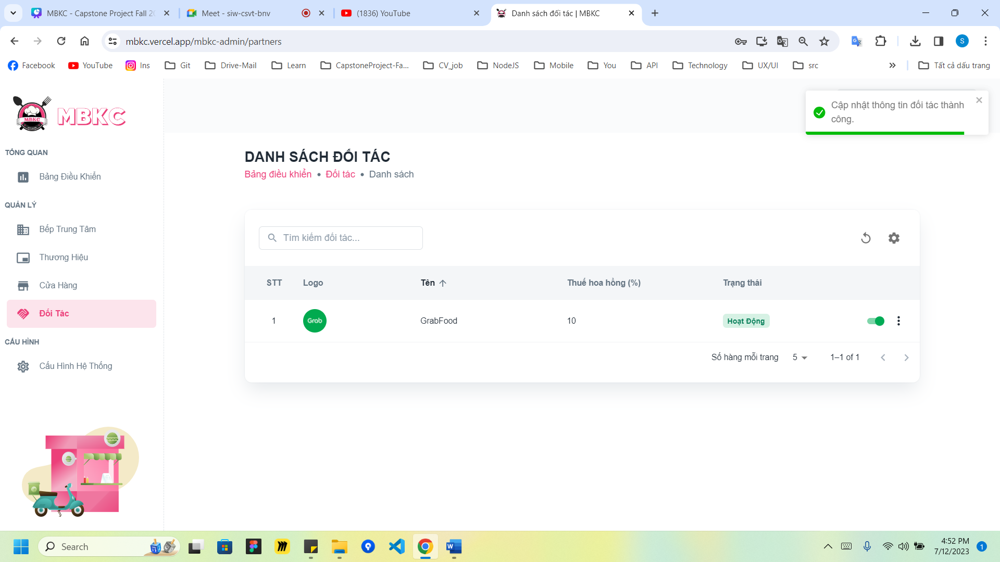 MBKC - Capstone Project Fall 20
Meet - siw-csvt-bnv
(1836) YouTube
Danh sách đối tác | MBKC
mbkc.vercel.app/mbkc-admin/partners
S
Facebook
YouTube
Ins
Git
Drive-Mail
Learn
CapstoneProject-Fa...
CV_job
NodeJS
Mobile
You
API
Technology
UX/UI
src
Tất cả dấu trang
MBKC
MBKC
Cập nhật thông tin đối tác thành
công.
TỔNG QUAN
Bảng Điều Khiển
QUẢN LÝ
Bếp Trung Tâm
Thương Hiệu
Cửa Hàng
Đối Tác
CẤU HÌNH
Cấu Hình Hệ Thống
DANH SÁCH ĐỐI TÁC
Bảng điều khiển • Đối tác • Danh sách
Tìm kiếm đối tác...
STT Logo Tên Thuế hoa hồng (%) Trạng thái
1 Grab GrabFood 10 Hoạt Động
Số hàng mỗi trang 5 1–1 of 1
Search
4:52 PM
7/12/2023
1